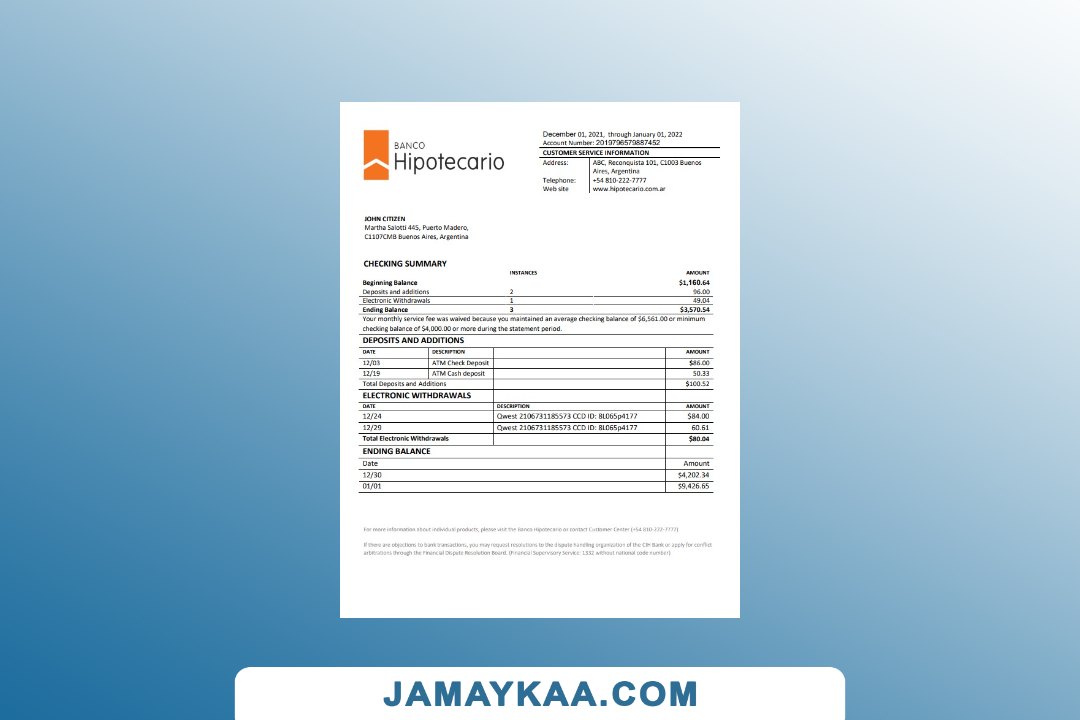 BANCO
Hipotecario
December 01, 2021, through January 01, 2022
Account Number: 2019796579887452
CUSTOMER SERVICE INFORMATION
Address: ABC, Reconquista 101, C1003 Buenos
Aires, Argentina
Telephone: +54 810-222-7777
Web site www.hipotecario.com.ar
JOHN CITIZEN
Martha Salotti 445, Puerto Madero,
C1107CMB Buenos Aires, Argentina
CHECKING SUMMARY
INSTANCES AMOUNT
Beginning Balance $1,160.64
Deposits and additions 2 96.00
Electronic Withdrawals 1 49.04
Ending Balance 3 $3,570.54
Your monthly service fee was waived because you maintained an average checking balance of $6,561.00 or minimum
checking balance of $4,000.00 or more during the statement period.
DEPOSITS AND ADDITIONS
DATE DESCRIPTION AMOUNT
12/03 ATM Check Deposit $86.00
12/19 ATM Cash deposit 50.33
Total Deposits and Additions $100.52
ELECTRONIC WITHDRAWALS
DATE DESCRIPTION AMOUNT
12/24 Qwest 2106731185573 CCD ID: 8L065p4177 $84.00
12/29 Qwest 2106731185573 CCD ID: 8L065p4177 60.61
Total Electronic Withdrawals $80.04
ENDING BALANCE
Date Amount
12/30 $4,202.34
01/01 $9,426.65
For more information about individual products, please visit the Banco Hipotecario or contact Customer Center (+54 810-222-7777)
If there are objections to bank transactions, you may request resolutions to the dispute handling organization of the CIH Bank or apply for conflict
arbitrations through the Financial Dispute Resolution Board. (Financial Supervisory Service: 1332 without national code number)
JAMAYKAA.COM